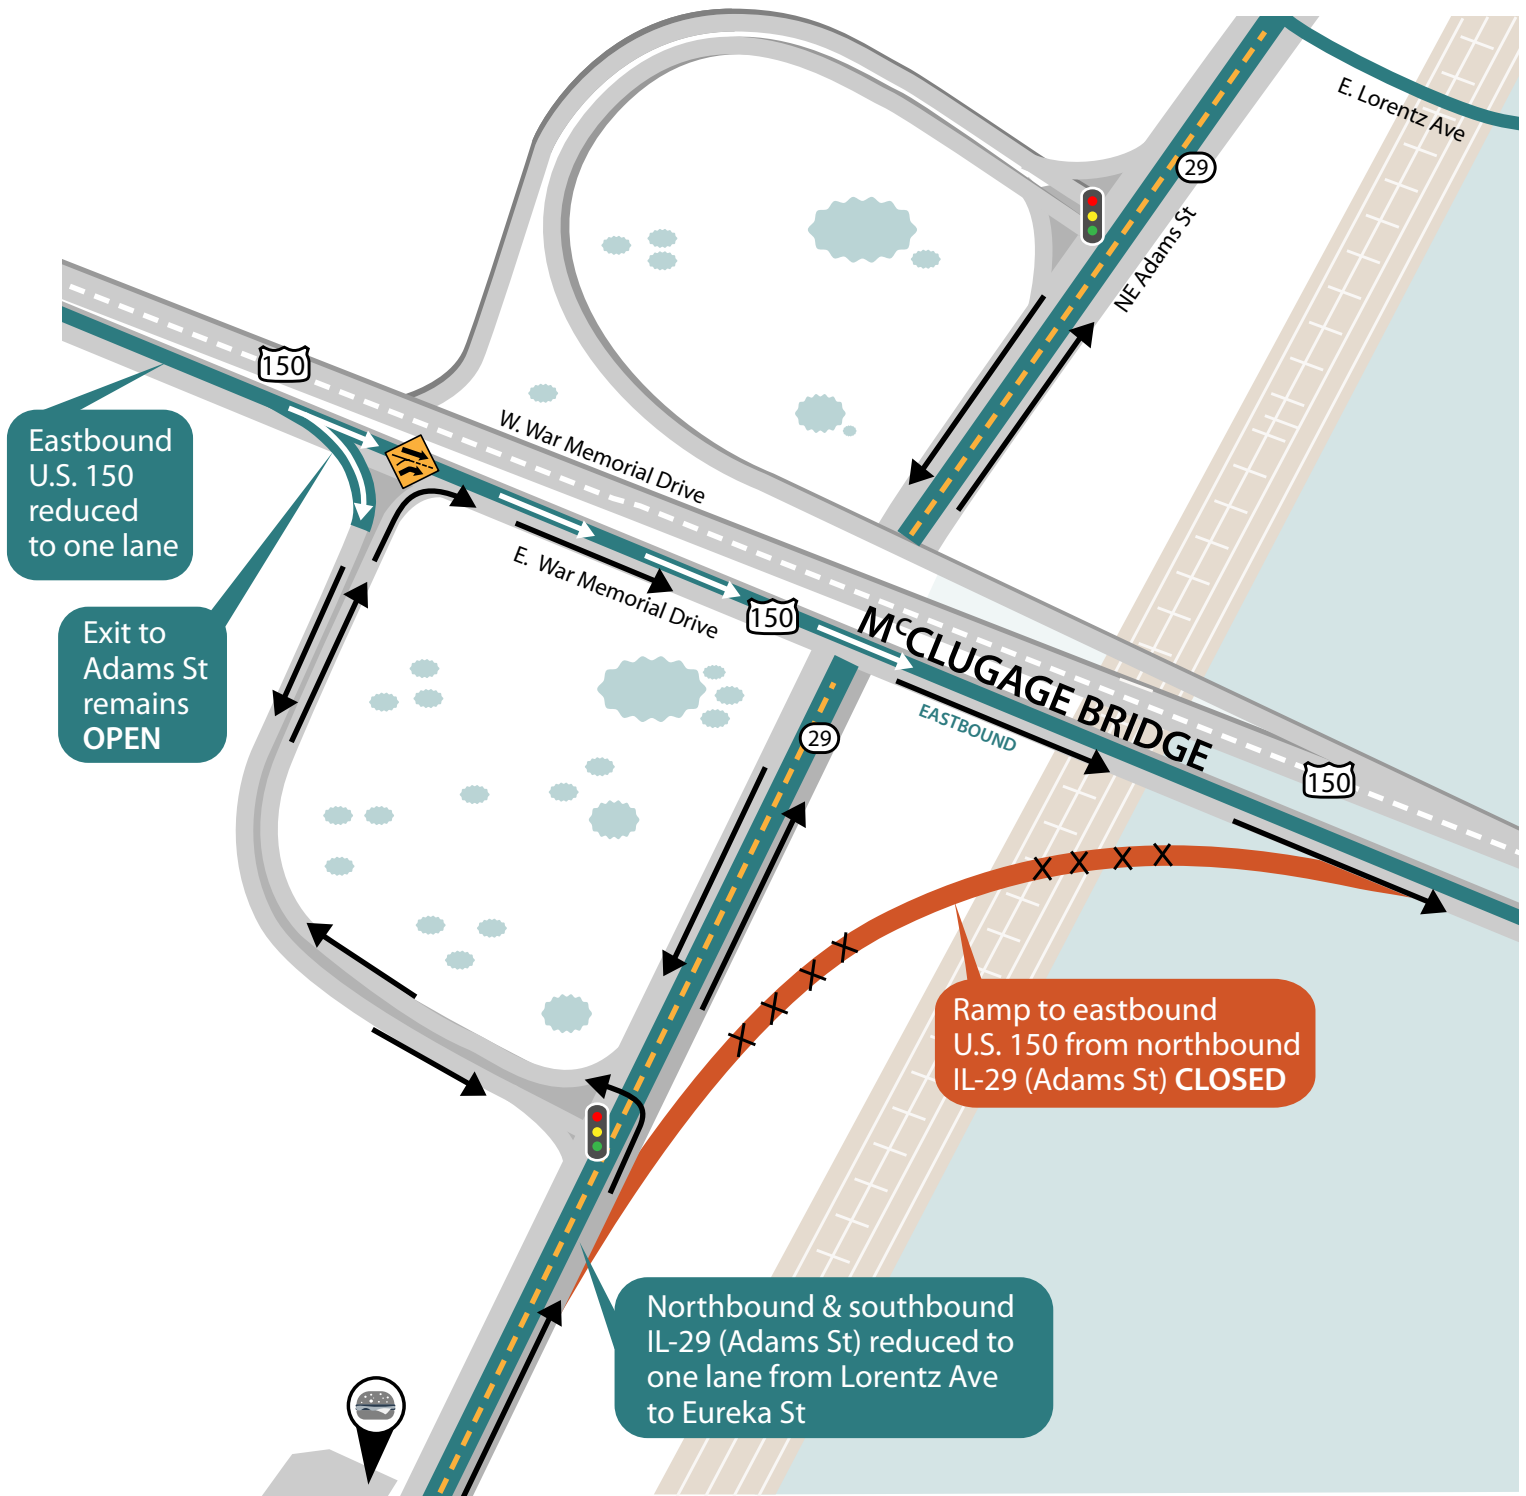 E. Lorentz Ave
29
NE Adams St
150
W. War Memorial Drive
Eastbound
U.S. 150
reduced
to one lane
E. War Memorial Drive
150
MCCLUGAGE BRIDGE
EASTBOUND
Exit to
Adams St
remains
OPEN
29
150
Ramp to eastbound
U.S. 150 from northbound
IL-29 (Adams St) CLOSED
Northbound & southbound
IL-29 (Adams St) reduced to
one lane from Lorentz Ave
to Eureka St